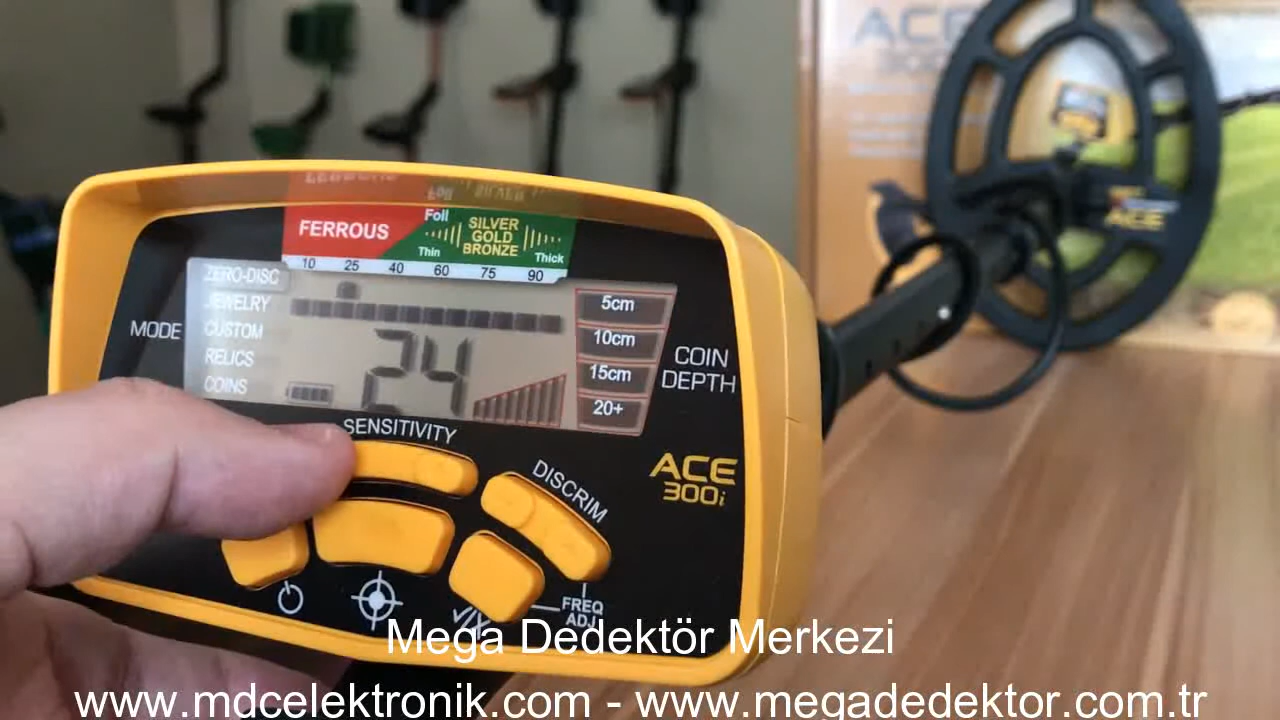 ACE
300i
FERROUS
Foil
Thin
SILVER
GOLD
BRONZE
Thick
10 25 40 60 75 90
ZERO-DISC
JEWELRY
CUSTOM
RELICS
COINS
MODE
24
5cm
10cm
15cm
20+
COIN
DEPTH
SENSITIVITY
DISCRIM
ACE
300i
FREQ
ADJ
ACE
Mega Dedektör Merkezi
www.mdcelektronik.com - www.megadedektor.com.tr